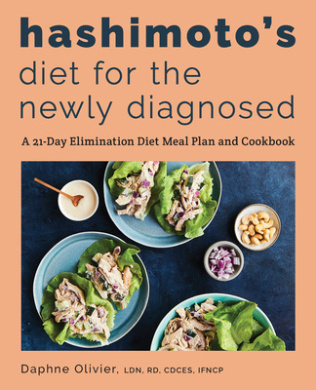 hashimoto's
diet for the
newly diagnosed
A 21-Day Elimination Diet Meal Plan and Cookbook
Daphne Olivier, LDN, RD, CDCES, IFNCP